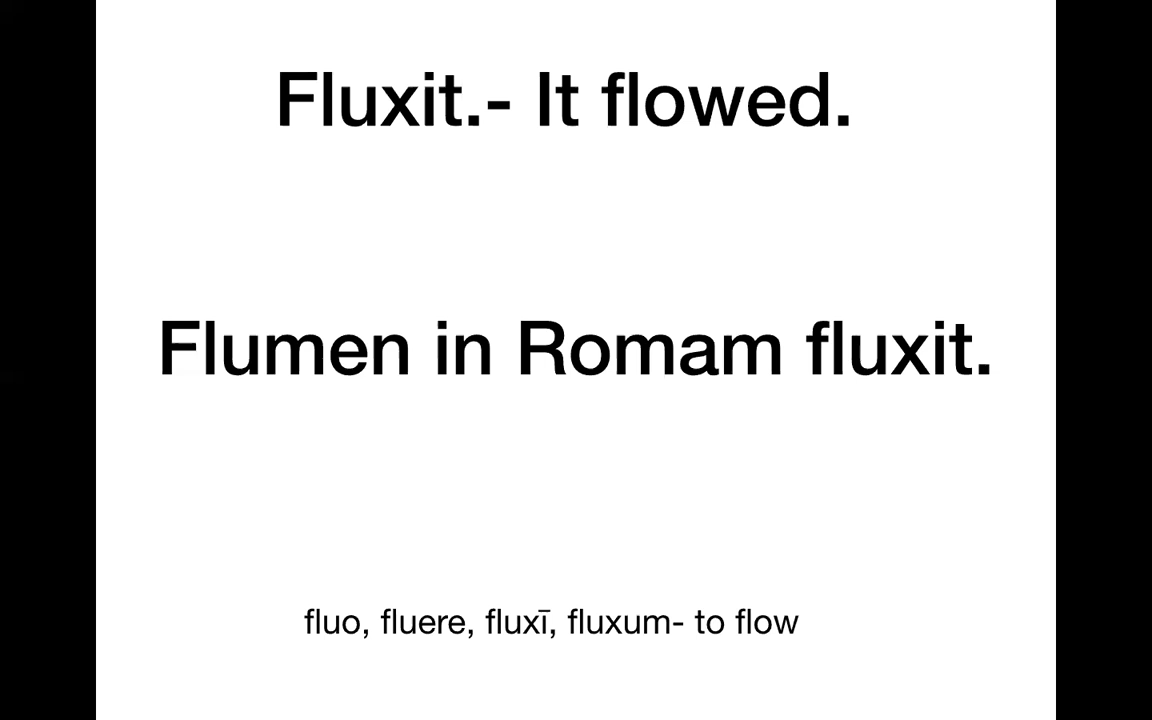 Fluxit.- It flowed.
Flumen in Romam fluxit.
fluo, fluere, fluxī, fluxum- to flow